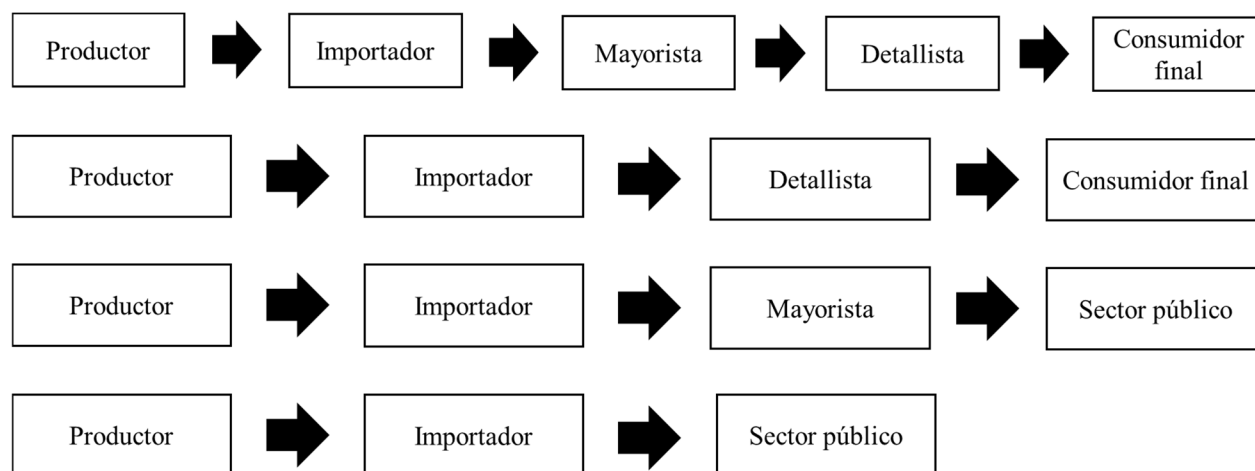 Productor Importador Mayorista Detallista Consumidor
final
Productor Importador Detallista Consumidor final
Productor Importador Mayorista Sector público
Productor Importador Sector público